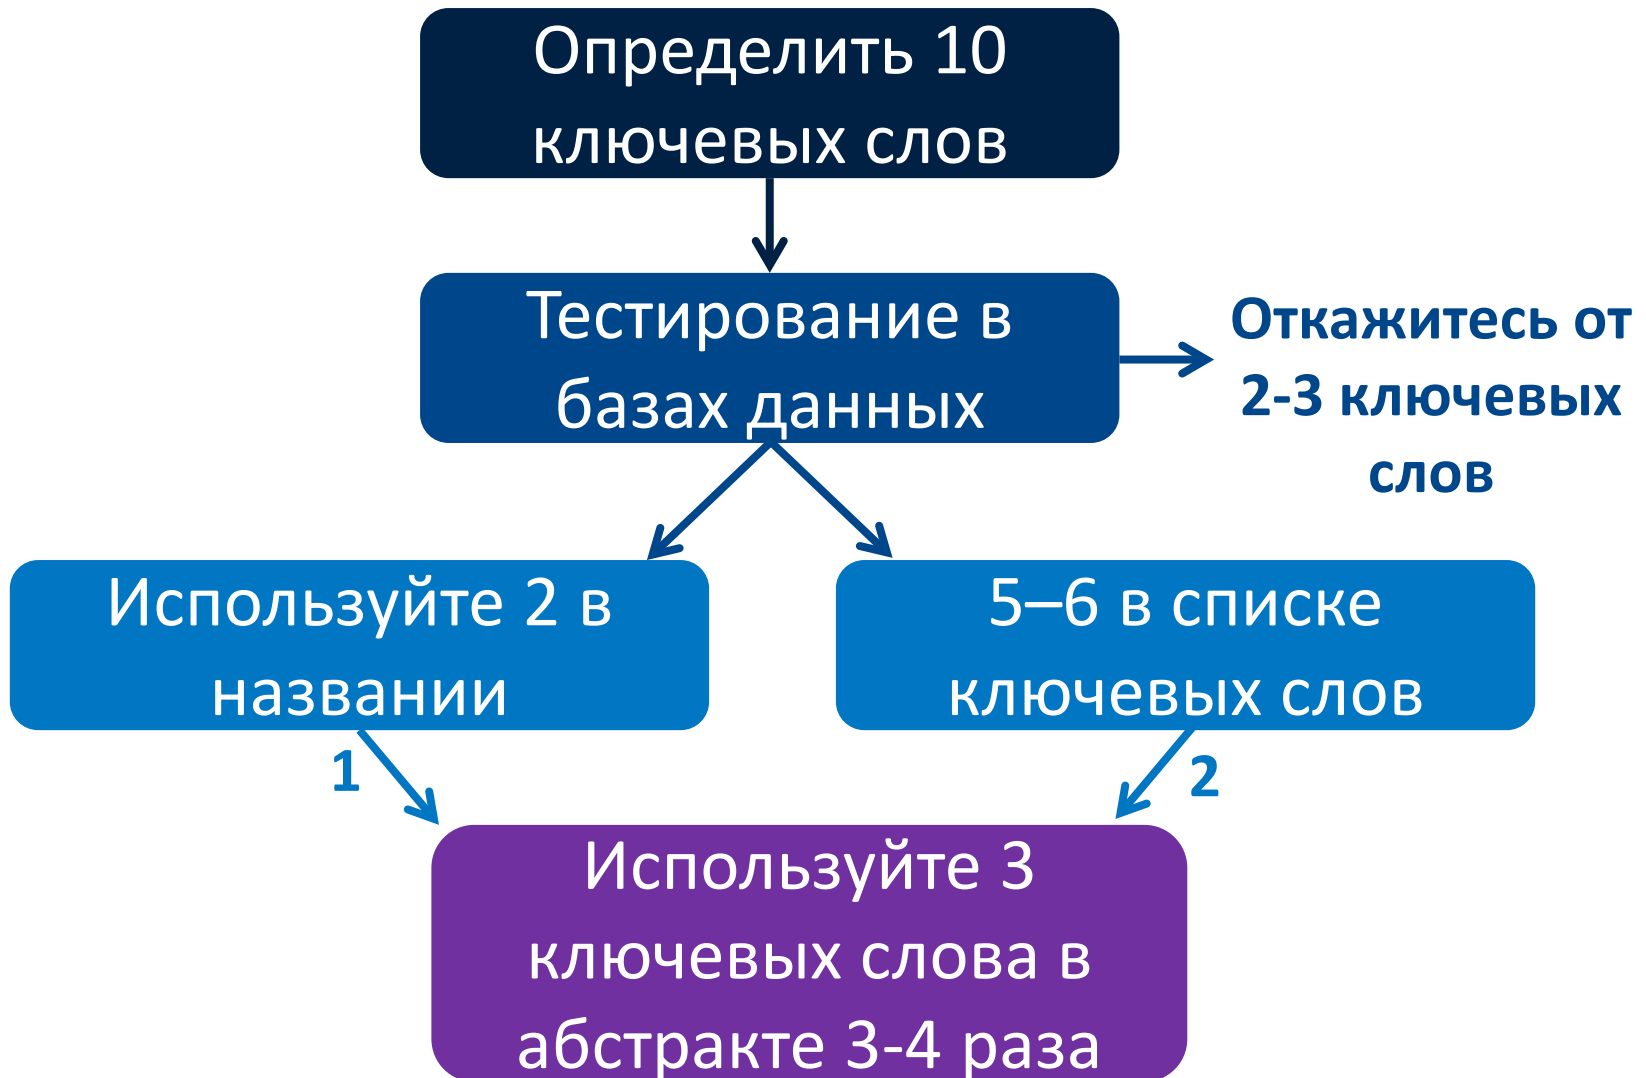 Определить 10
ключевых слов
Тестирование в
базах данных
Откажитесь от
2-3 ключевых
слов
Используйте 2 в
названии
5–6 в списке
ключевых слов
1
2
Используйте 3
ключевых слова в
абстракте 3-4 раза